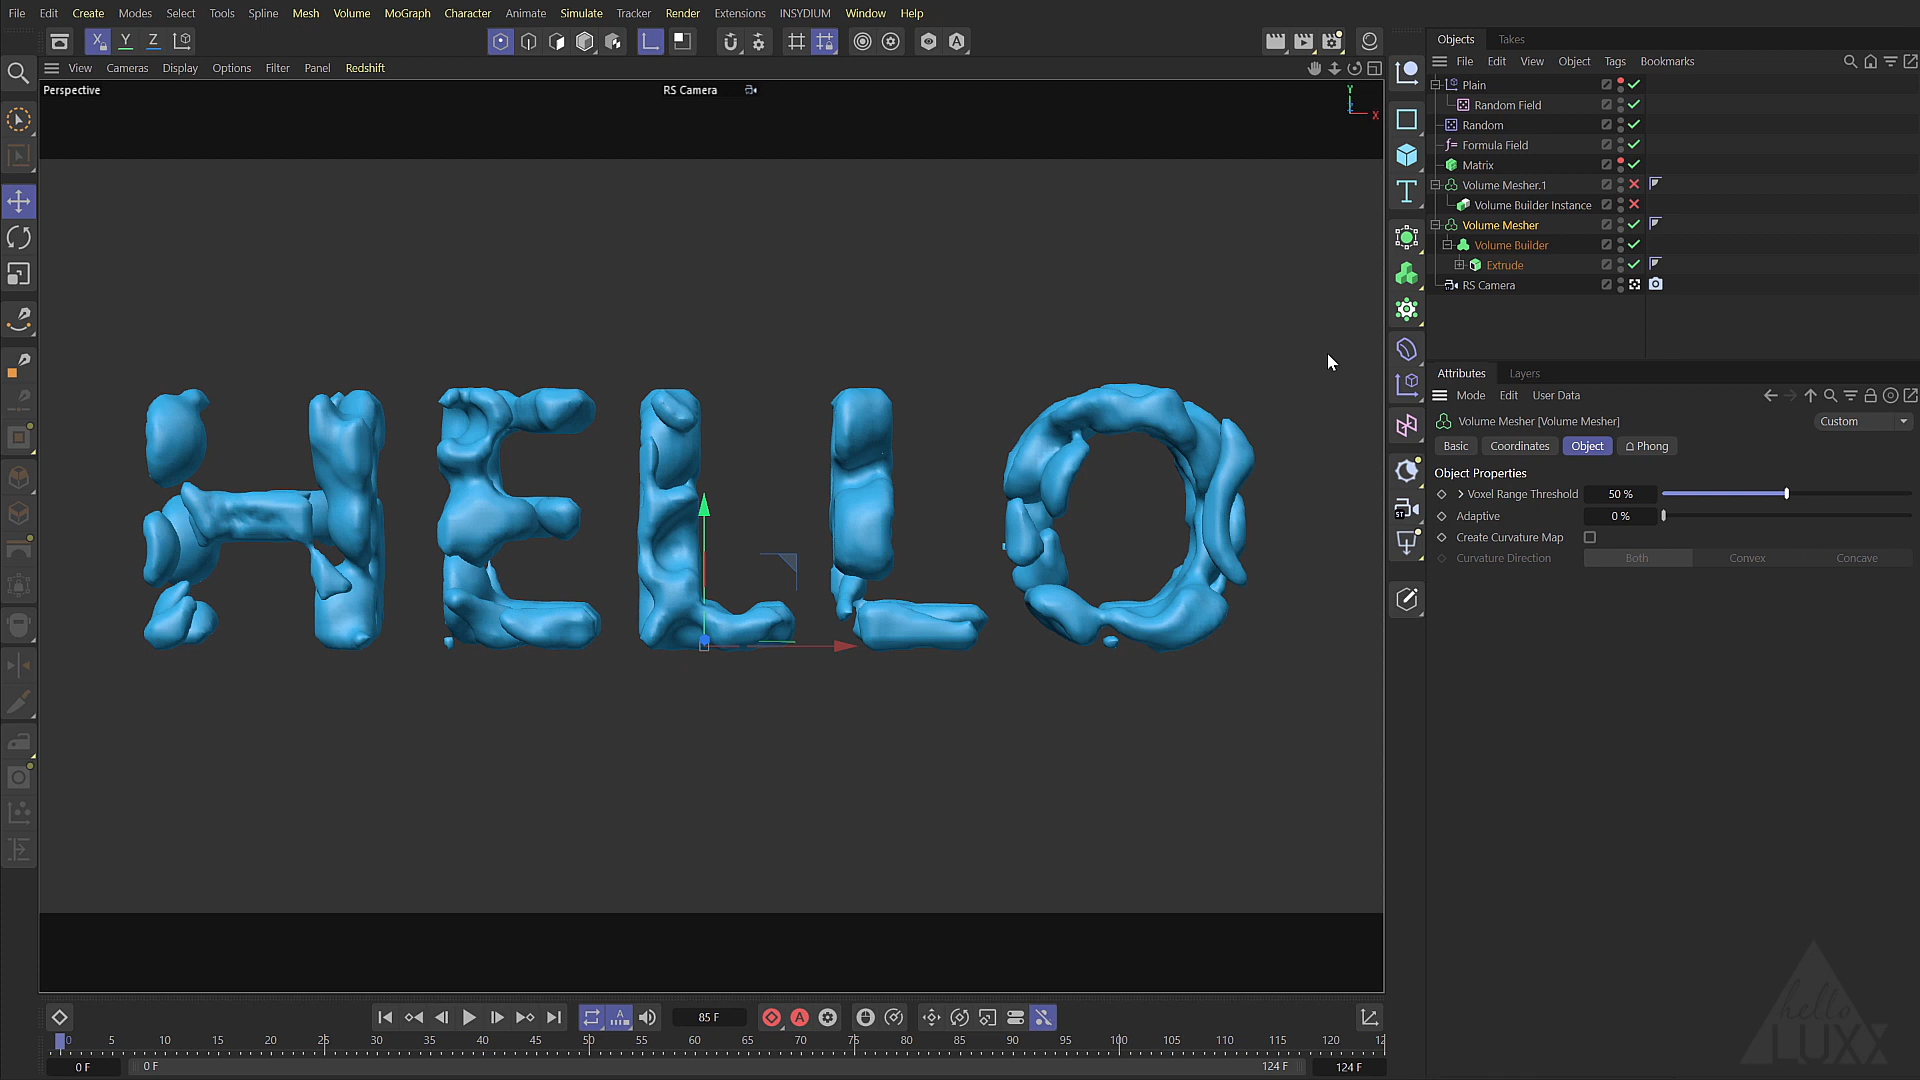 File Edit Create Modes Select Tools Spline Mesh Volume MoGraph Character Animate Simulate Tracker Render Extensions INSYDIUM Window Help
X Y Z
Objects Takes
View Cameras Display Options Filter Panel Redshift
File Edit View Object Tags Bookmarks
Perspective
RS Camera
Y
Z
X
Plain
Random Field
Random
Formula Field
Matrix
Volume Mesher.1
Volume Builder Instance
Volume Mesher
Volume Builder
Extrude
RS Camera
HELLO
Attributes Layers
Mode Edit User Data
Volume Mesher [Volume Mesher]
Custom
Basic Coordinates Object Phong
Object Properties
Voxel Range Threshold 50 %
Adaptive 0 %
Create Curvature Map
Curvature Direction Both Convex Concave
ST
A
85 F
A
0 5 10 15 20 25 30 35 40 45 50 55 60 65 70 75 80 85 90 95 100 105 110 115 120 12
0 F 0 F 124 F 124 F
hello
LUXX